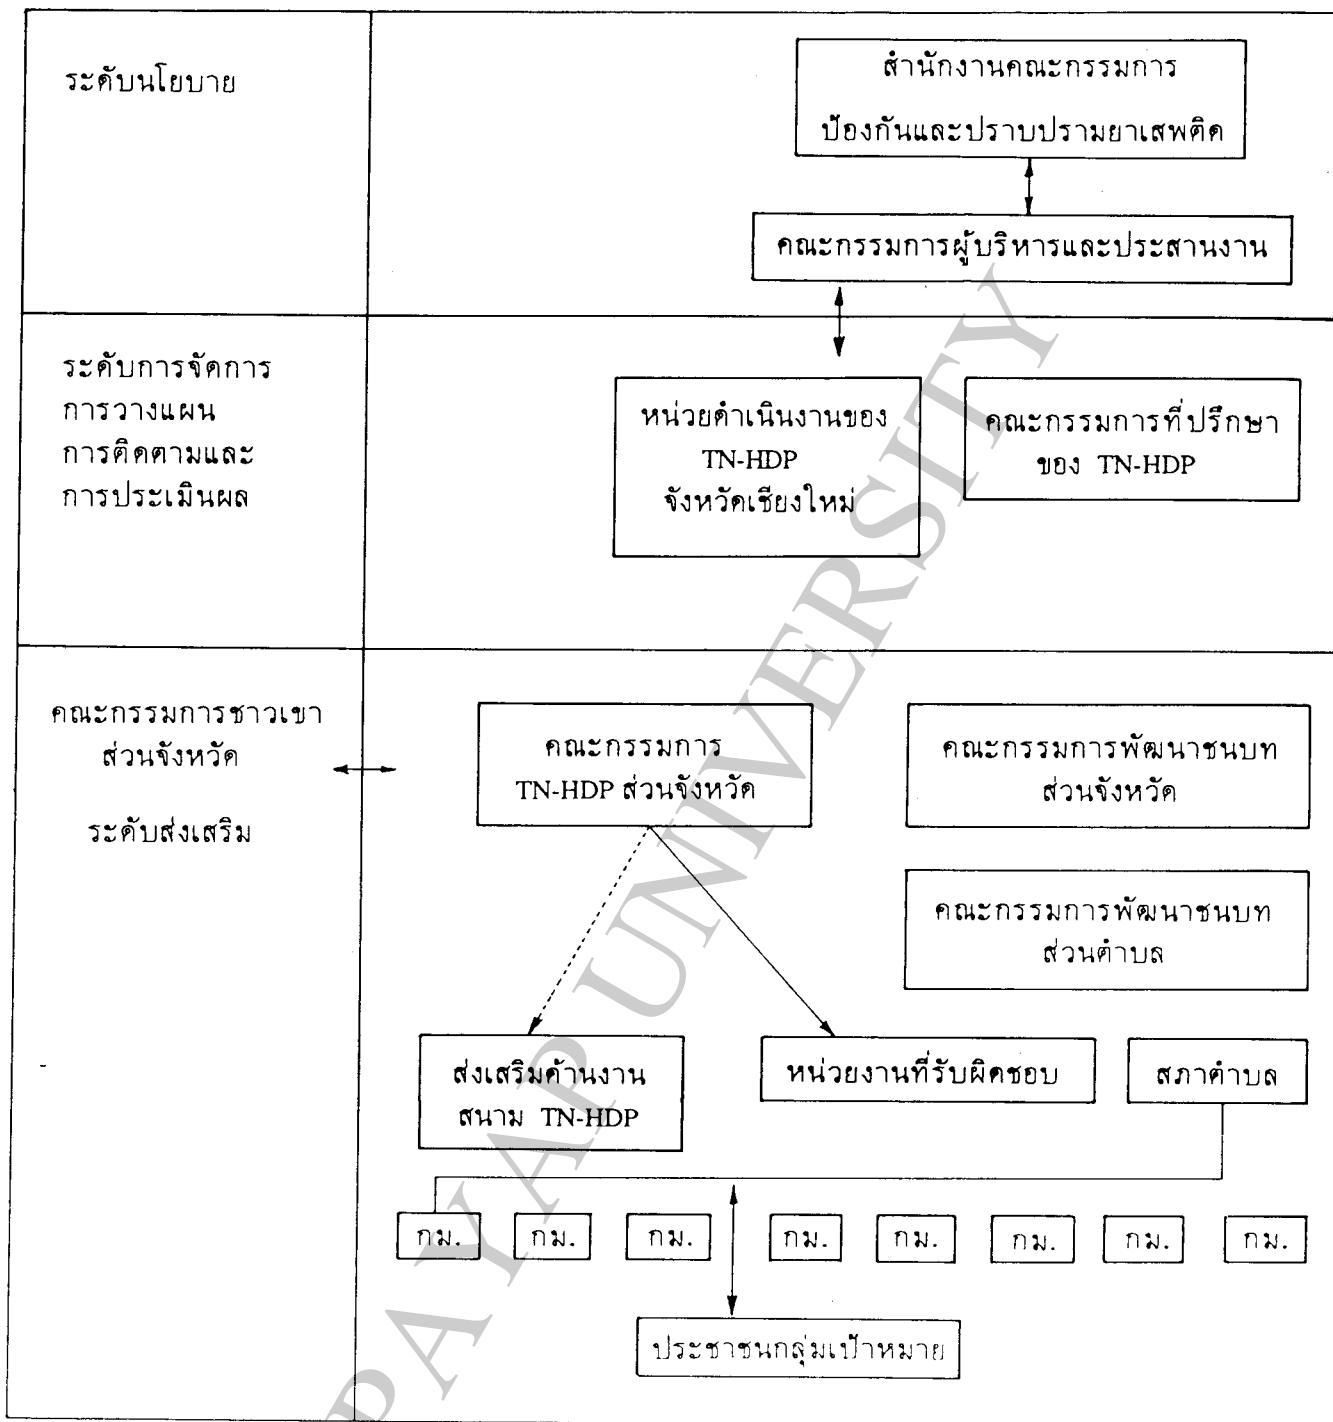 ระดับนโยบาย
สำนักงานคณะกรรมการ
ป้องกันและปราบปรามยาเสพติด
คณะกรรมการผู้บริหารและประสานงาน
ระดับการจัดการ
การวางแผน
การติดตามและ
การประเมินผล
หน่วยดำเนินงานของ
TN-HDP
จังหวัดเชียงใหม่
คณะกรรมการที่ปรึกษา
ของ TN-HDP
คณะกรรมการชาวเขา
ส่วนจังหวัด
ระดับส่งเสริม
คณะกรรมการ
TN-HDP ส่วนจังหวัด
คณะกรรมการพัฒนาชนบท
ส่วนจังหวัด
คณะกรรมการพัฒนาชนบท
ส่วนตำบล
ส่งเสริมด้านงาน
สนาม TN-HDP
หน่วยงานที่รับผิดชอบ
สภาตำบล
กม. กม. กม. กม. กม. กม. กม. กม.
ประชาชนกลุ่มเป้าหมาย
PAYAP UNIVERSITY